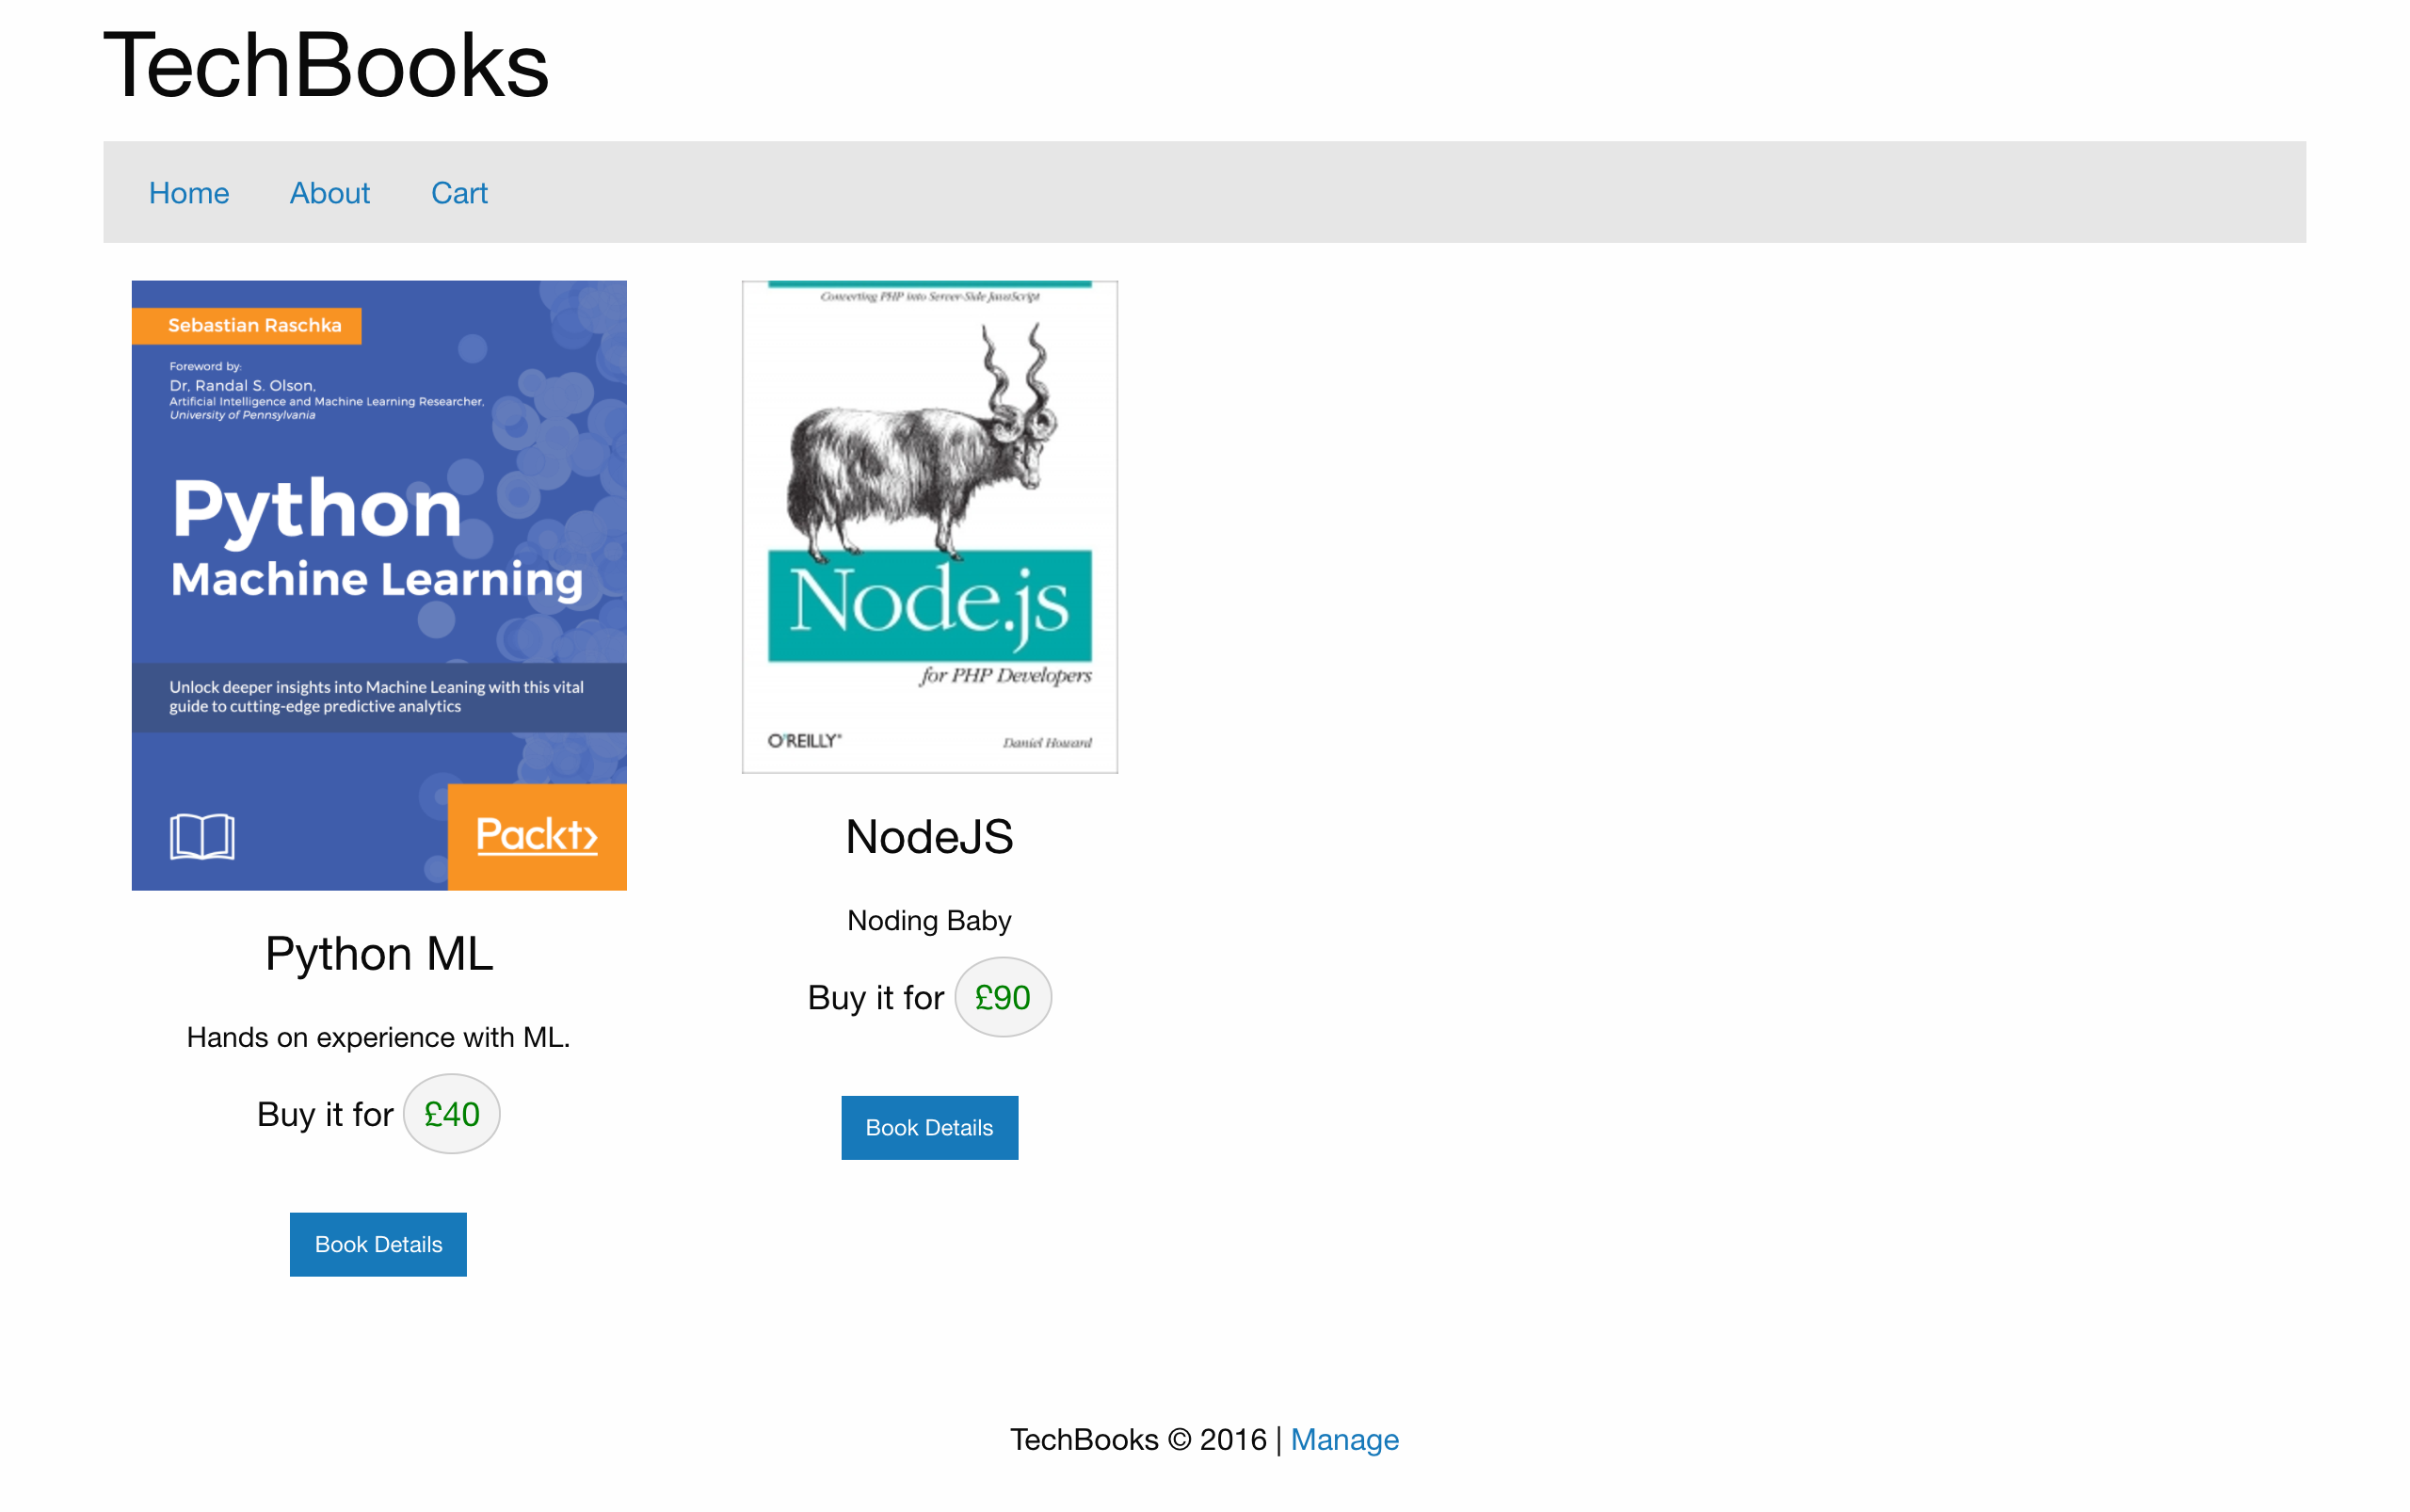 TechBooks
Home About Cart
Sebastian Raschka
Foreword by:
Dr, Randal S. Olson,
Artificial Intelligence and Machine Learning Researcher,
University of Pennsylvania
Python
Machine Learning
Unlock deeper insights into Machine Leaning with this vital
guide to cutting-edge predictive analytics
Packt>
Python ML
Hands on experience with ML.
Buy it for £40
Book Details
Converting PHP into Server-Side JavaScript
Node.js
for PHP Developers
O'REILLY® Daniel Howard
NodeJS
Noding Baby
Buy it for £90
Book Details
TechBooks © 2016 | Manage